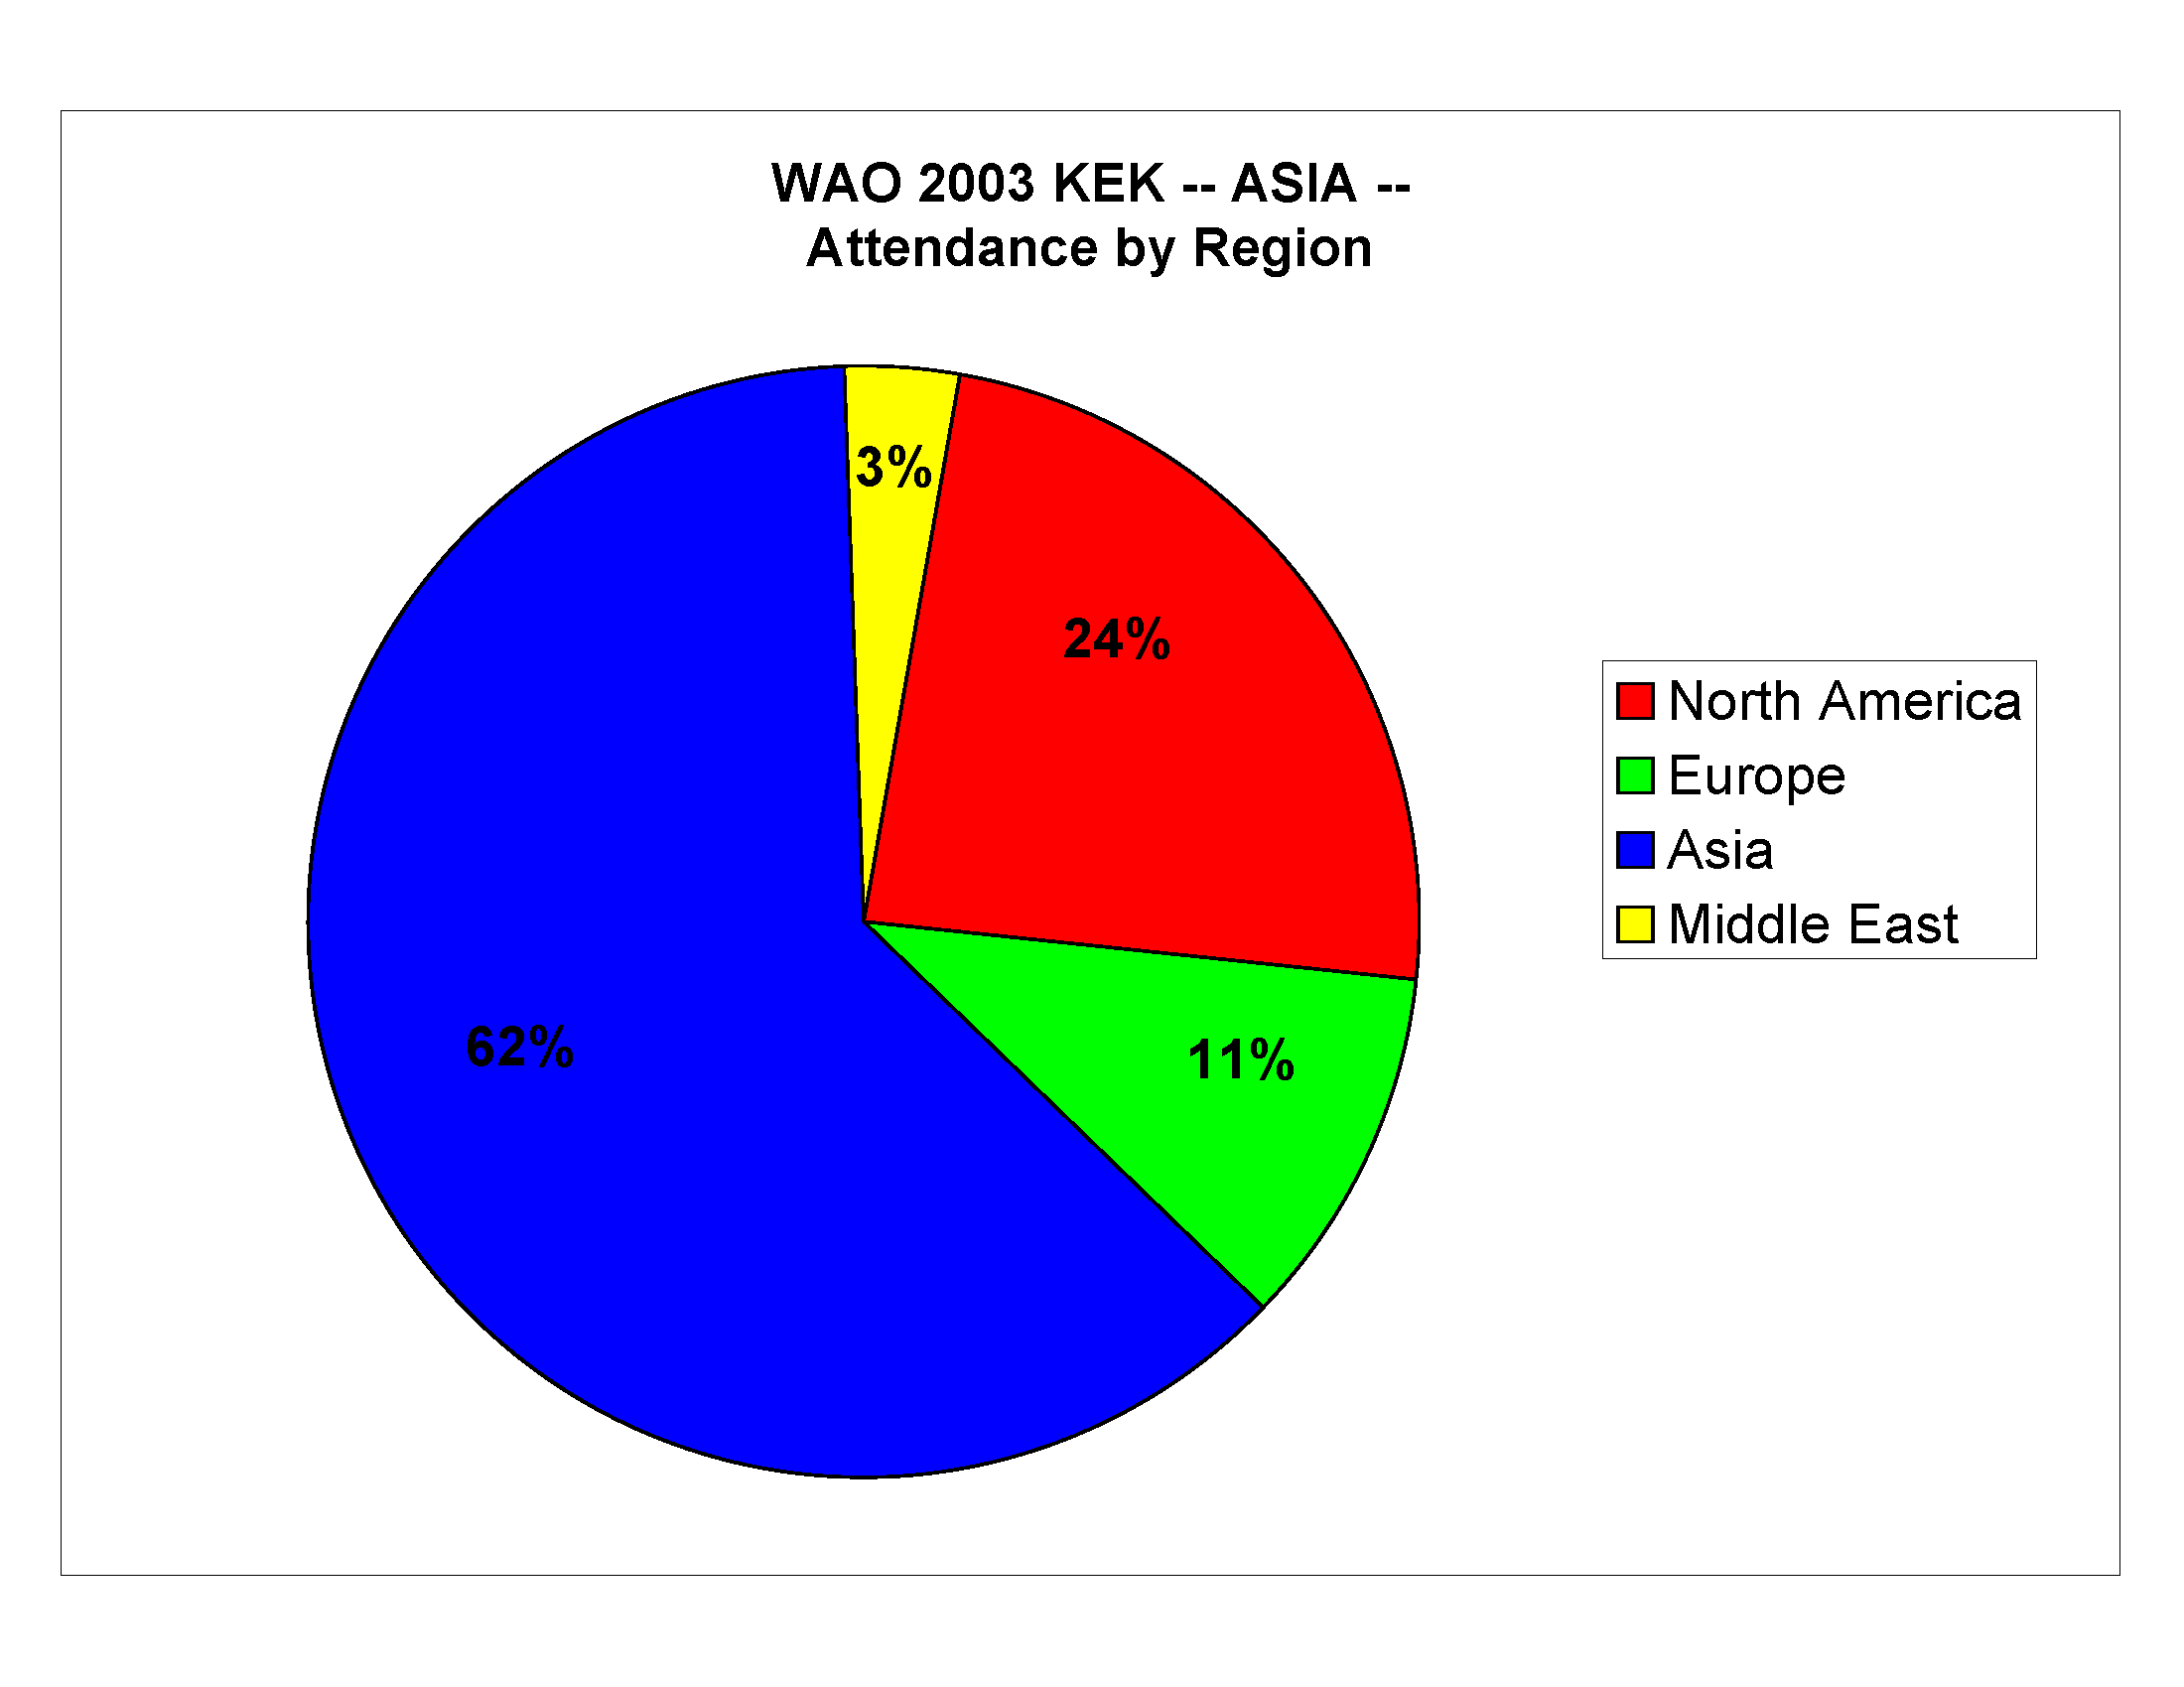 WAO 2003 KEK -- ASIA --
Attendance by Region
3%
24%
62%
11%
North America
Europe
Asia
Middle East